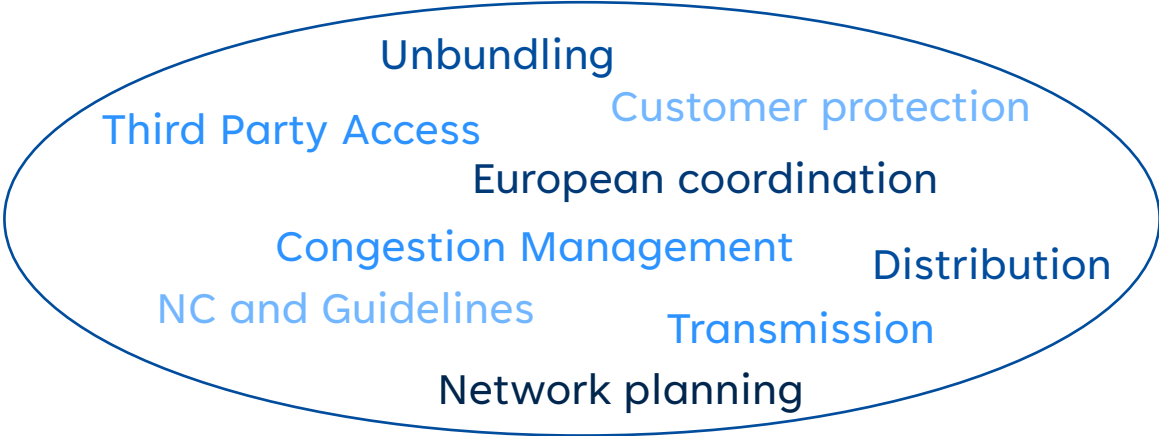 Unbundling
Customer protection
Third Party Access
European coordination
Congestion Management
Distribution
NC and Guidelines
Transmission
Network planning